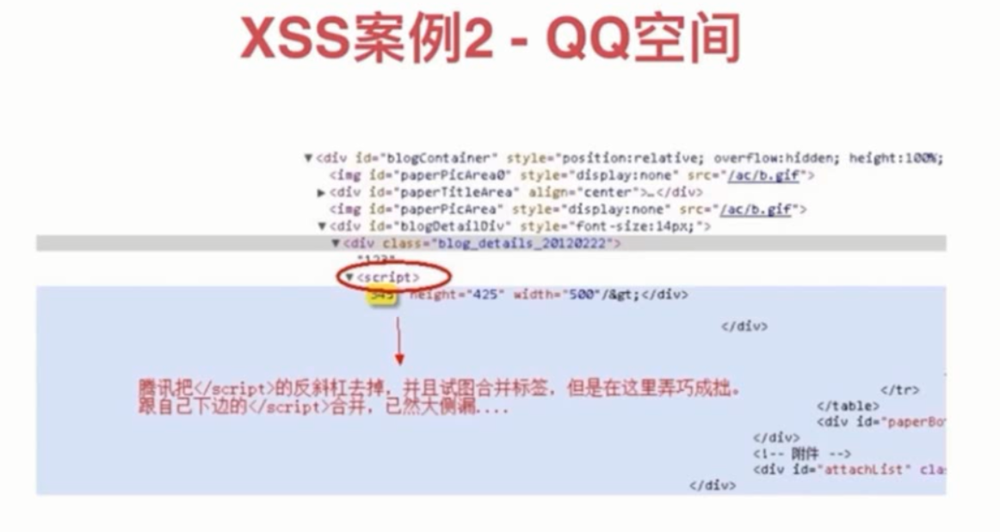 XSS案例2 - QQ空间
▼<div id="blogContainer" style="position:relative; overflow:hidden; height:100%;
<img id="paperPicArea0" style="display:none" src="/ac/b.gif">
▶<div id="paperTitleArea" align="center">…</div>
<img id="paperPicArea" style="display:none" src="/ac/b.gif">
▼<div id="blogDetailDiv" style="font-size:14px;">
▼<div class="blog_details_20120222">
"123"
▼<script>
height="425" width="500"/&gt;</div>
</div>
腾讯把</script>的反斜杠去掉，并且试图合并标签，但是在这里弄巧成拙。
</tr>
跟自己下边的</script>合并，已然大侧漏....
</table>
<div id="paperBo
</div>
<!-- 附件 -->
<div id="attachList" cla
</div>